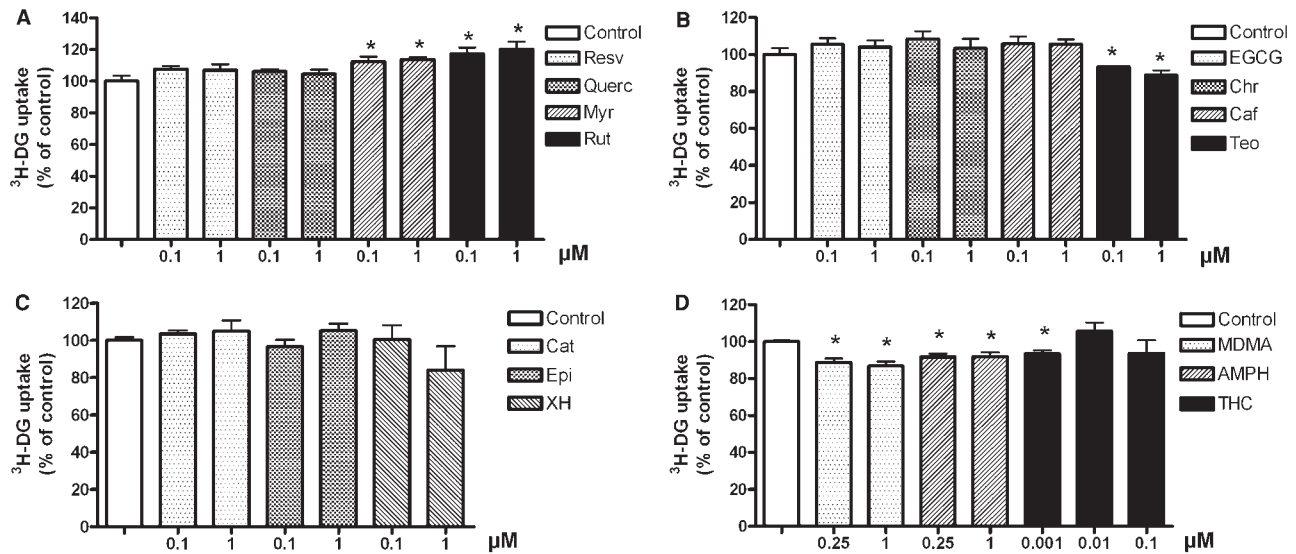 A
³H-DG uptake
(% of control)
140
120
100
80
60
40
20
0
* * * *
0.1 1 0.1 1 0.1 1 0.1 1 µM
Control
Resv
Querc
Myr
Rut
B
³H-DG uptake
(% of control)
120
100
80
60
40
20
0
* *
0.1 1 0.1 1 0.1 1 0.1 1 µM
Control
EGCG
Chr
Caf
Teo
C
³H-DG uptake
(% of control)
120
100
80
60
40
20
0
0.1 1 0.1 1 0.1 1 µM
Control
Cat
Epi
XH
D
³H-DG uptake
(% of control)
120
100
80
60
40
20
0
* * * * *
0.25 1 0.25 1 0.001 0.01 0.1 µM
Control
MDMA
AMPH
THC